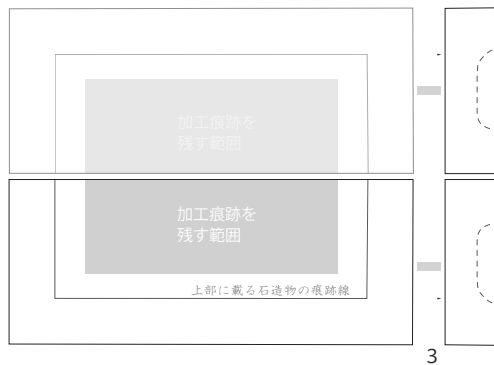 加工痕跡を
残す範囲
加工痕跡を
残す範囲
上部に載る石造物の痕跡線
3